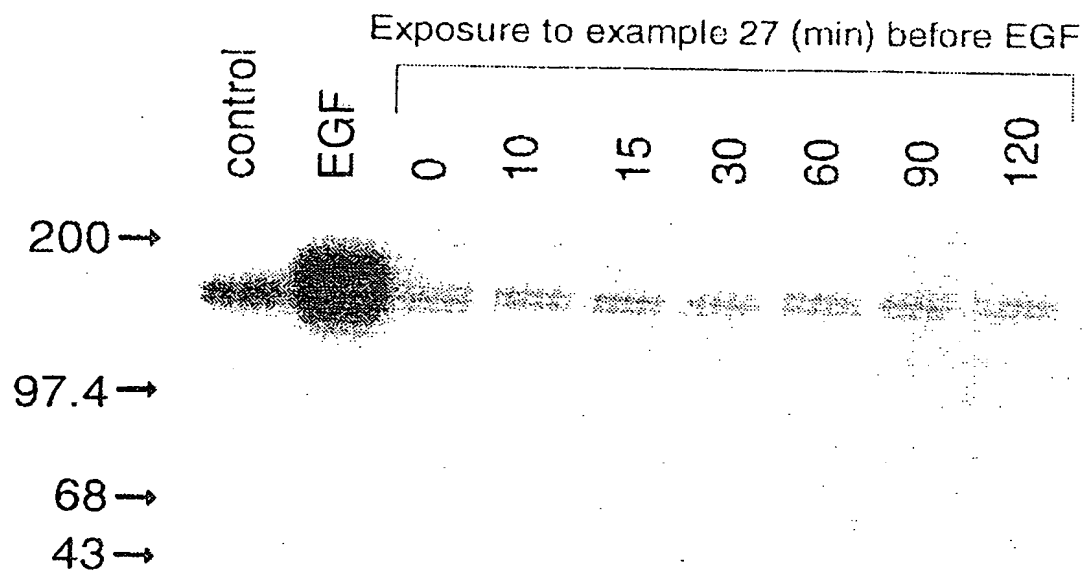 Exposure to example 27 (min) before EGF
control EGF 0 10 15 30 60 90 120
200→
97.4→
68→
43→